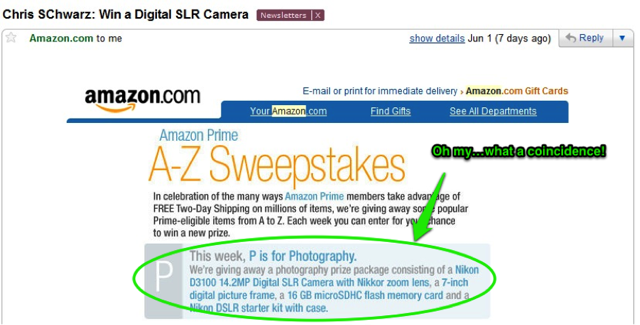 Chris SChwarz: Win a Digital SLR Camera Newsletters X
Amazon.com to me show details Jun 1 (7 days ago) Reply
E-mail or print for immediate delivery › Amazon.com Gift Cards
amazon.com
Your Amazon.com Find Gifts See All Departments
Amazon Prime
A-Z Sweepstakes
Oh my...what a coincidence!
In celebration of the many ways Amazon Prime members take advantage of
FREE Two-Day Shipping on millions of items, we're giving away some popular
Prime-eligible items from A to Z. Each week you can enter for your chance
to win a new prize.
P
This week, P is for Photography.
We're giving away a photography prize package consisting of a Nikon
D3100 14.2MP Digital SLR Camera with Nikkor zoom lens, a 7-inch
digital picture frame, a 16 GB microSDHC flash memory card and a
Nikon DSLR starter kit with case.